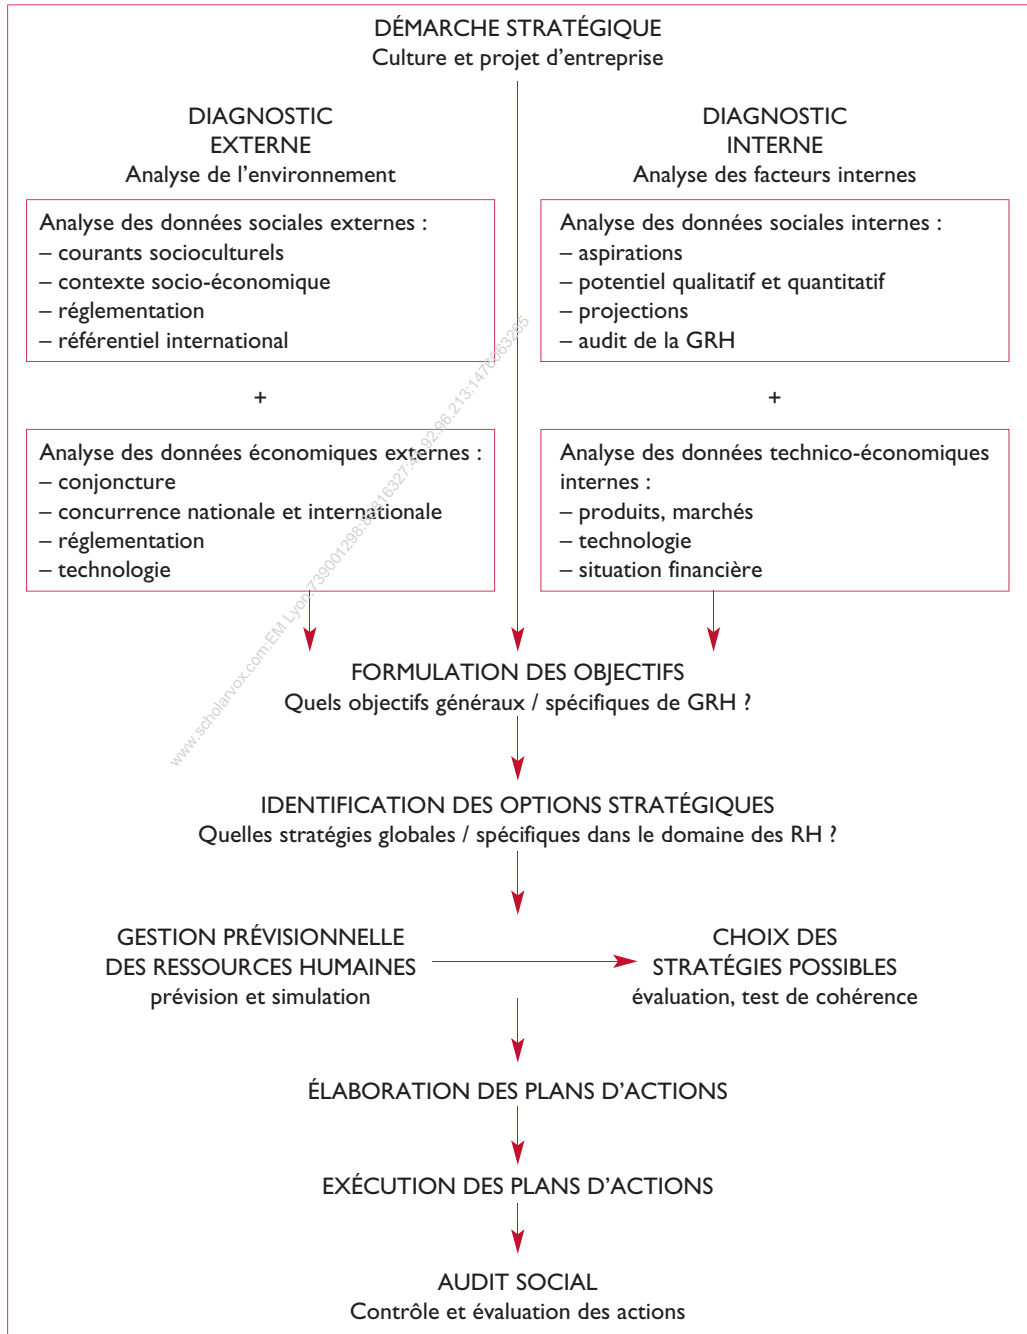 DÉMARCHE STRATÉGIQUE
Culture et projet d’entreprise
DIAGNOSTIC
EXTERNE
Analyse de l’environnement
Analyse des données sociales externes :
– courants socioculturels
– contexte socio-économique
– réglementation
– référentiel international
+
Analyse des données économiques externes :
– conjoncture
– concurrence nationale et internationale
– réglementation
– technologie
DIAGNOSTIC
INTERNE
Analyse des facteurs internes
Analyse des données sociales internes :
– aspirations
– potentiel qualitatif et quantitatif
– projections
– audit de la GRH
+
Analyse des données technico-économiques
internes :
– produits, marchés
– technologie
– situation financière
FORMULATION DES OBJECTIFS
Quels objectifs généraux / spécifiques de GRH ?
IDENTIFICATION DES OPTIONS STRATÉGIQUES
Quelles stratégies globales / spécifiques dans le domaine des RH ?
GESTION PRÉVISIONNELLE
DES RESSOURCES HUMAINES
prévision et simulation
CHOIX DES
STRATÉGIES POSSIBLES
évaluation, test de cohérence
ÉLABORATION DES PLANS D’ACTIONS
EXÉCUTION DES PLANS D’ACTIONS
AUDIT SOCIAL
Contrôle et évaluation des actions
www.scholarvox.com:EM Lyon